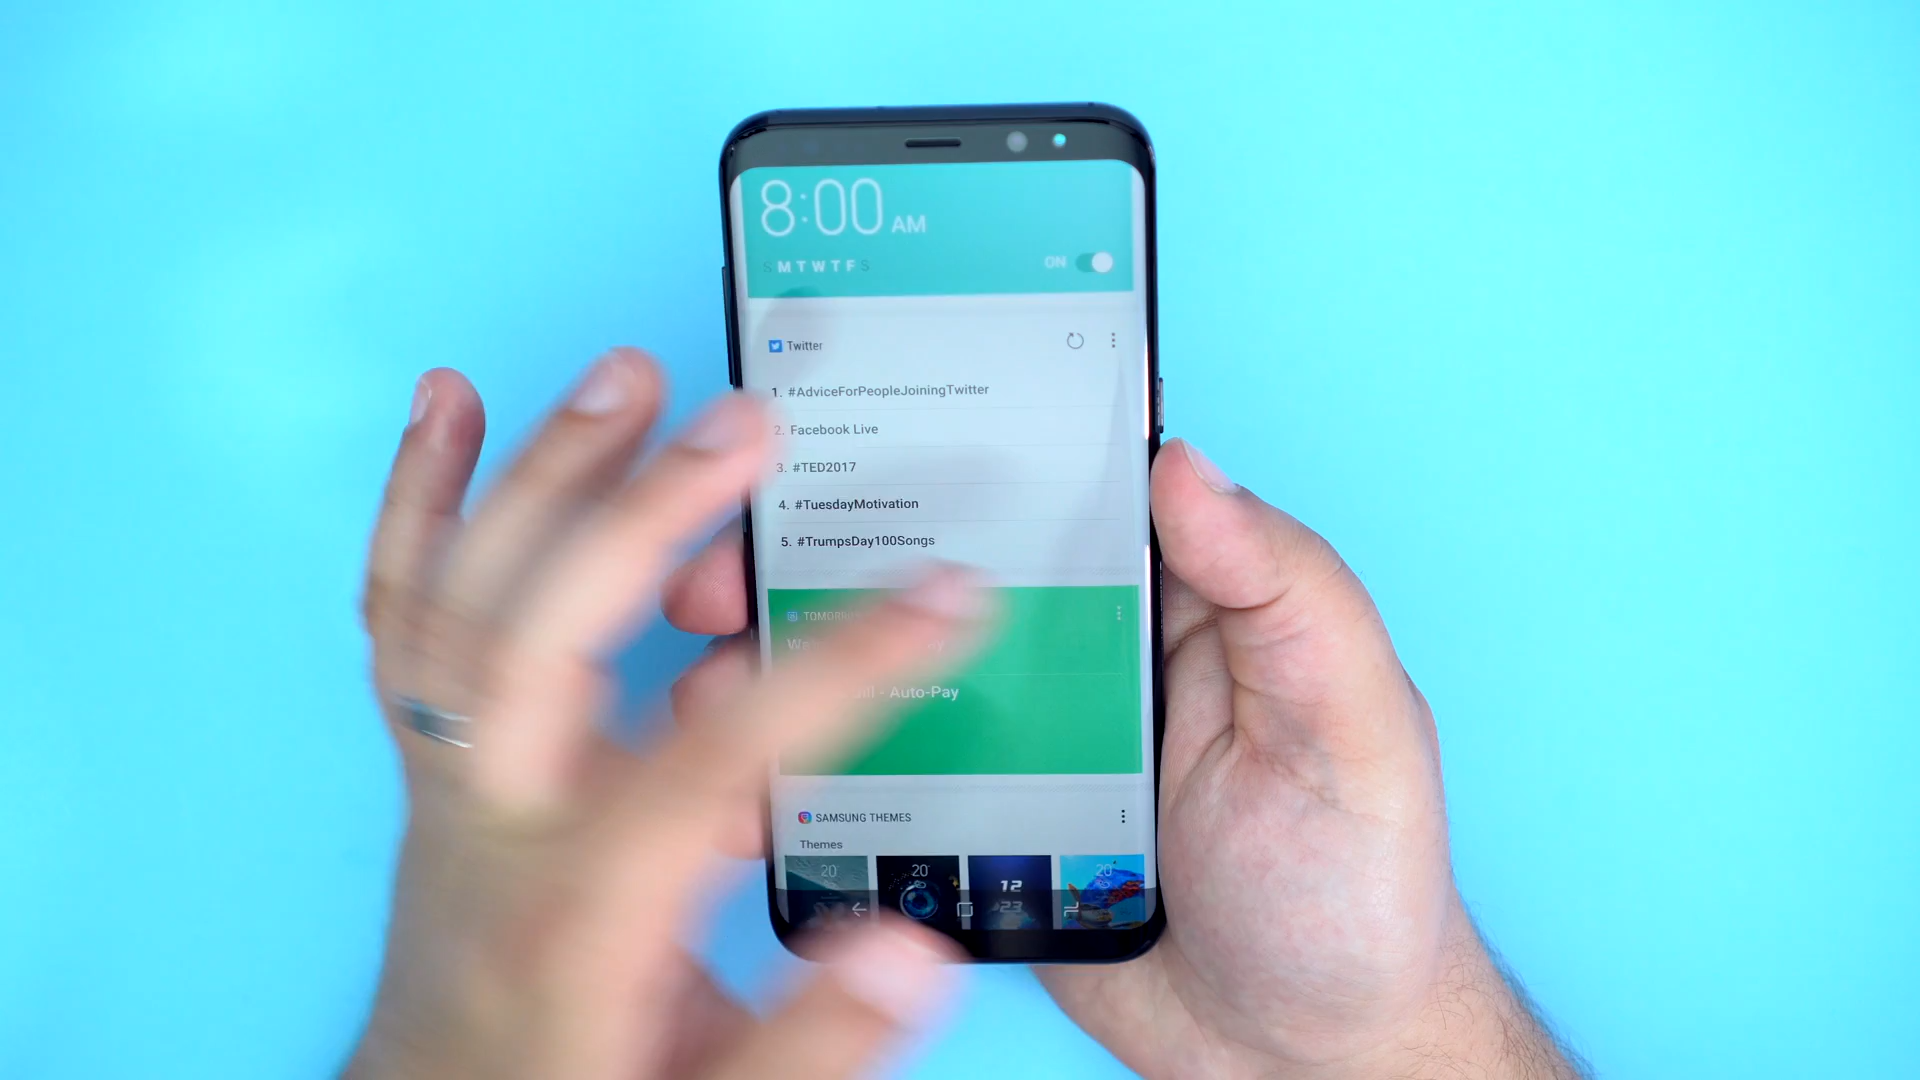 8:00 AM
S M T W T F S
ON
Twitter
1. #AdviceForPeopleJoiningTwitter
2. Facebook Live
3. #TED2017
4. #TuesdayMotivation
5. #TrumpsDay100Songs
- Auto-Pay
SAMSUNG THEMES
Themes
20° 20° 12 20°
23